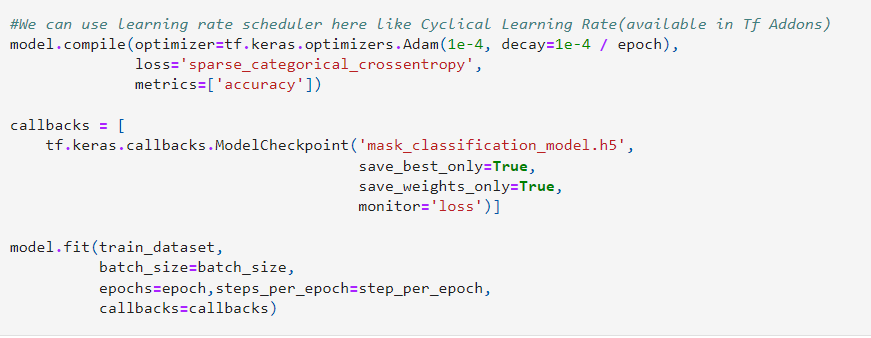 #We can use learning rate scheduler here like Cyclical Learning Rate(available in Tf Addons)
model.compile(optimizer=tf.keras.optimizers.Adam(1e-4, decay=1e-4 / epoch),
              loss='sparse_categorical_crossentropy',
              metrics=['accuracy'])

callbacks = [
    tf.keras.callbacks.ModelCheckpoint('mask_classification_model.h5',
                                       save_best_only=True,
                                       save_weights_only=True,
                                       monitor='loss')]

model.fit(train_dataset,
          batch_size=batch_size,
          epochs=epoch,steps_per_epoch=step_per_epoch,
          callbacks=callbacks)